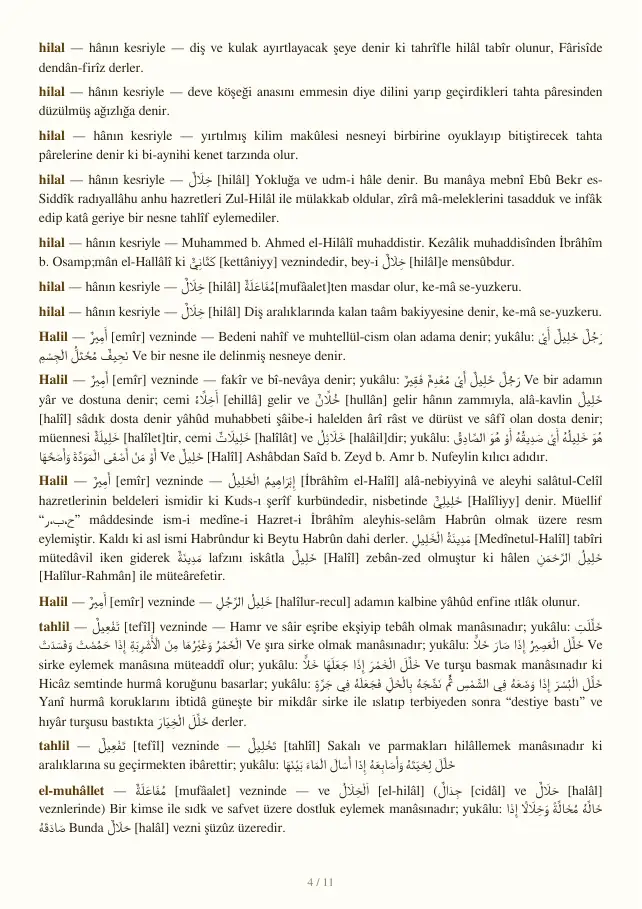 hilal — hânın kesriyle — diş ve kulak ayırtlayacak şeye denir ki tahrîfle hilâl tabîr olunur, Fârisîde
dendân-firîz derler.
hilal — hânın kesriyle — deve köşeği anasını emmesin diye dilini yarıp geçirdikleri tahta pâresinden
düzülmüş ağızlığa denir.
hilal — hânın kesriyle — yırtılmış kilim makûlesi nesneyi birbirine oyuklayıp bitiştirecek tahta
pârelerine denir ki bi-aynihi kenet tarzında olur.
hilal — hânın kesriyle — خِلَالٌ [hilâl] Yokluğa ve udm-i hâle denir. Bu manâya mebnî Ebû Bekr es-
Siddîk radıyallâhu anhu hazretleri Zul-Hilâl ile mülakkab oldular, zîrâ mâ-meleklerini tasadduk ve infâk
edip katâ geriye bir nesne tahlîf eylemediler.
hilal — hânın kesriyle — Muhammed b. Ahmed el-Hilâlî muhaddistir. Kezâlik muhaddisînden İbrâhîm
b. Osamp;mân el-Hallâlî ki كَتَّانِيٌّ [kettâniyy] veznindedir, bey-i خِلَالٌ [hilâl]e mensûbdur.
hilal — hânın kesriyle — خِلَالٌ [hilâl] مُفَاعَلَةٌ[mufâalet]ten masdar olur, ke-mâ se-yuzkeru.
hilal — hânın kesriyle — خِلَالٌ [hilâl] Diş aralıklarında kalan taâm bakiyyesine denir, ke-mâ se-yuzkeru.
Halil — أَمِيرٌ [emîr] vezninde — Bedeni nahîf ve muhtellül-cism olan adama denir; yukâlu: رَجُلٌ خَلِيلٌ أَيْ
نَحِيفٌ مُخْتَلُّ الْجِسْمِ Ve bir nesne ile delinmiş nesneye denir.
Halil — أَمِيرٌ [emîr] vezninde — fakîr ve bî-nevâya denir; yukâlu: رَجُلٌ خَلِيلٌ أَيْ مُعْدِمٌ فَقِيرٌ Ve bir adamın
yâr ve dostuna denir; cemi أَخِلَّاءُ [ehillâ] gelir ve خُلَّانٌ [hullân] gelir hânın zammıyla, alâ-kavlin خَلِيلٌ
[halîl] sâdık dosta denir yâhûd muhabbeti şâibe-i halelden ârî râst ve dürüst ve sâfî olan dosta denir;
müennesi خَلِيلَةٌ [halîlet]tir, cemi خَلِيلَاتٌ [halîlât] ve خَلَائِلُ [halâil]dir; yukâlu: هُوَ خَلِيلُهُ أَيْ صَدِيقُهُ أَوْ هُوَ الصَّادِقُ
أَوْ مَنْ أَصْفَى الْمَوَدَّةَ وَأَصَحَّهَا Ve خَلِيلٌ [Halîl] Ashâbdan Saîd b. Zeyd b. Amr b. Nufeylin kılıcı adıdır.
Halil — أَمِيرٌ [emîr] vezninde — إِبْرَاهِيمُ الْخَلِيلُ [İbrâhîm el-Halîl] alâ-nebiyyinâ ve aleyhi salâtul-Celîl
hazretlerinin beldeleri ismidir ki Kuds-ı şerîf kurbündedir, nisbetinde خَلِيلِيٌّ [Halîliyy] denir. Müellif
“ح،ب،ر” mâddesinde ism-i medîne-i Hazret-i İbrâhîm aleyhis-selâm Habrûn olmak üzere resm
eylemiştir. Kaldı ki asl ismi Habrûndur ki Beytu Habrûn dahi derler. مَدِينَةُ الْخَلِيلِ [Medînetul-Halîl] tabîri
mütedâvil iken giderek مَدِينَةٌ lafzını iskâtla خَلِيلٌ [Halîl] zebân-zed olmuştur ki hâlen خَلِيلُ الرَّحْمَنِ
[Halîlur-Rahmân] ile müteârefetir.
Halil — أَمِيرٌ [emîr] vezninde — خَلِيلُ الرَّجُلِ [halîlur-recul] adamın kalbine yâhûd enfine ıtlâk olunur.
tahlil — تَفْعِيلٌ [tefîl] vezninde — Hamr ve sâir eşribe ekşiyip tebâh olmak manâsınadır; yukâlu: خَلَّلَتِ
الْخَمْرُ وَغَيْرُهَا مِنَ الْأَشْرِبَةِ إِذَا حَمُضَتْ وَفَسَدَتْ Ve şıra sirke olmak manâsınadır; yukâlu: خَلَّلَ الْعَصِيرُ إِذَا صَارَ خَلًّا Ve
sirke eylemek manâsına müteaddî olur; yukâlu: خَلَّلَ الْخَمْرَ إِذَا جَعَلَهَا خَلًّا Ve turşu basmak manâsınadır ki
Hicâz semtinde hurmâ koruğunu basarlar; yukâlu: خَلَّلَ الْبُسْرَ إِذَا وَضَعَهُ فِي الشَّمْسِ ثُمَّ نَضَّجَهُ بِالْخَلِّ فَجَعَلَهُ فِي جَرَّةٍ
Yanî hurmâ koruklarını ibtidâ güneşte bir mikdâr sirke ile ıslatıp terbiyeden sonra “destiye bastı” ve
hıyâr turşusu bastıkta خَلَّلَ الْخِيَارَ derler.
tahlil — تَفْعِيلٌ [tefîl] vezninde — تَخْلِيلٌ [tahlîl] Sakalı ve parmakları hilâllemek manâsınadır ki
aralıklarına su geçirmekten ibârettir; yukâlu: خَلَّلَ لِحْيَتَهُ وَأَصَابِعَهُ إِذَا أَسَالَ الْمَاءَ بَيْنَهَا
el-muhâllet — مُفَاعَلَةٌ [mufâalet] vezninde — ve اَلْخِلَالُ [el-hilâl] (جِدَالٌ [cidâl] ve حَلَالٌ [halâl]
veznlerinde) Bir kimse ile sıdk ve safvet üzere dostluk eylemek manâsınadır; yukâlu: خَالَّهُ مُخَالَّةً وَخِلَالًا إِذَا
صَادَقَهُ Bunda حَلَالٌ [halâl] vezni şüzûz üzeredir.
4 / 11